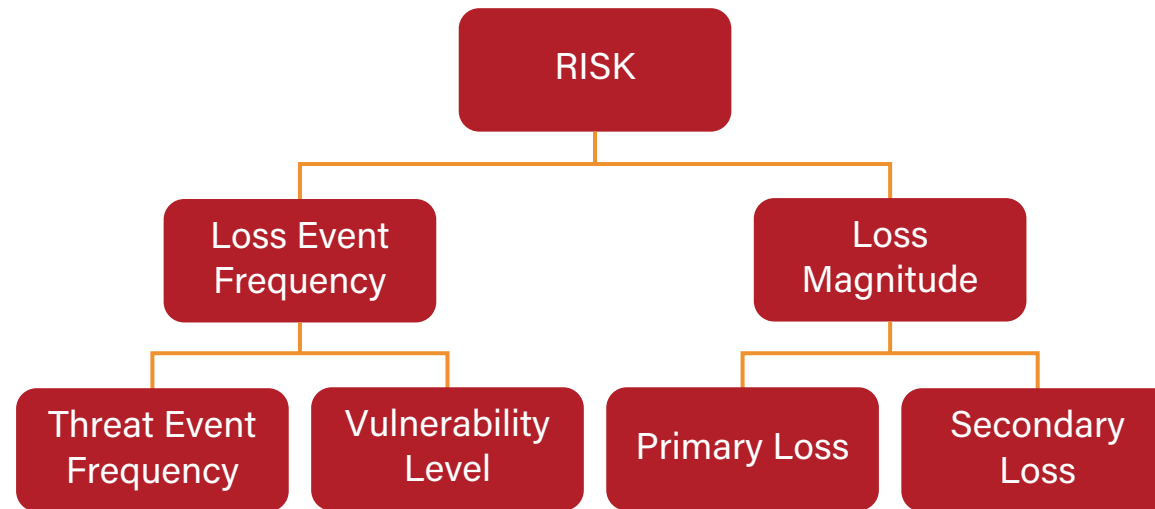 RISK
Loss Event
Frequency
Loss
Magnitude
Threat Event
Frequency
Vulnerability
Level
Primary Loss
Secondary
Loss